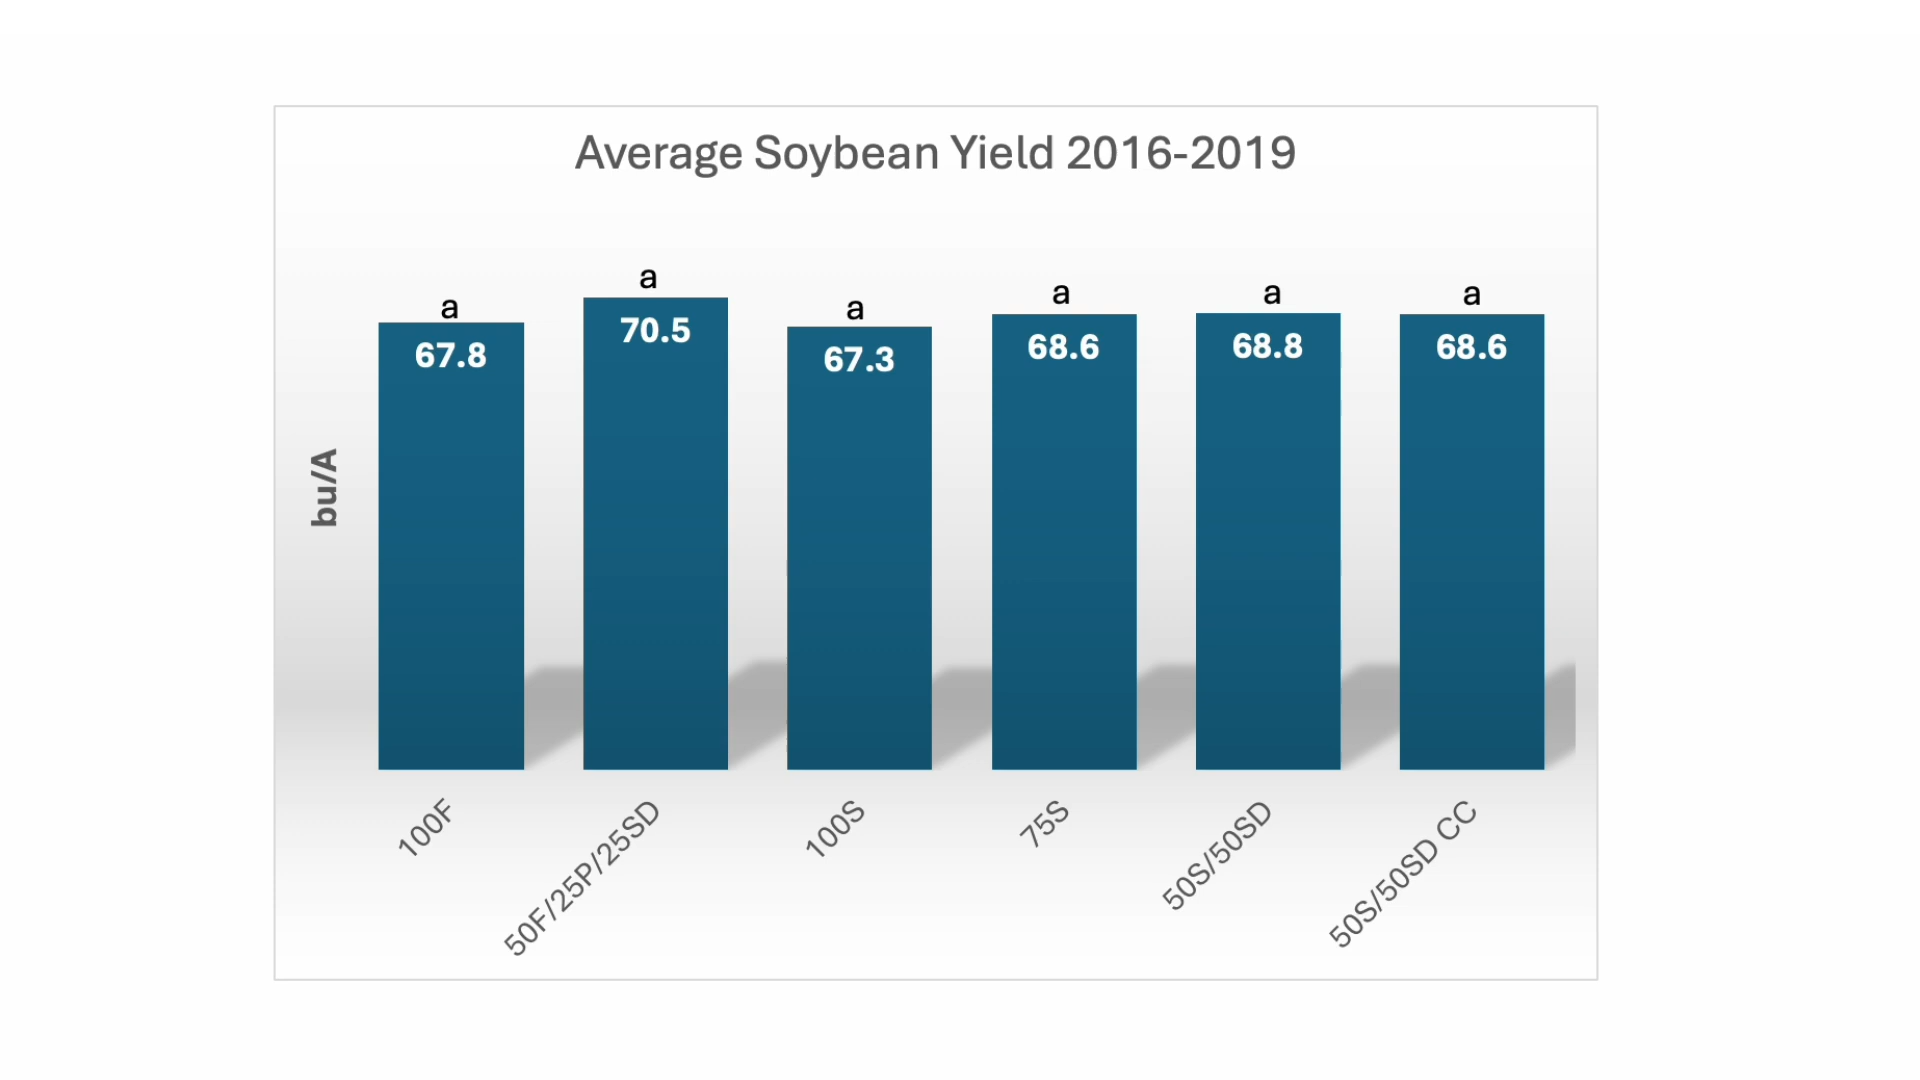 Average Soybean Yield 2016-2019
a a a a a a
67.8 70.5 67.3 68.6 68.8 68.6
bu/A
100F 50F/25P/25SD 100S 75S 50S/50SD 50S/50SD CC